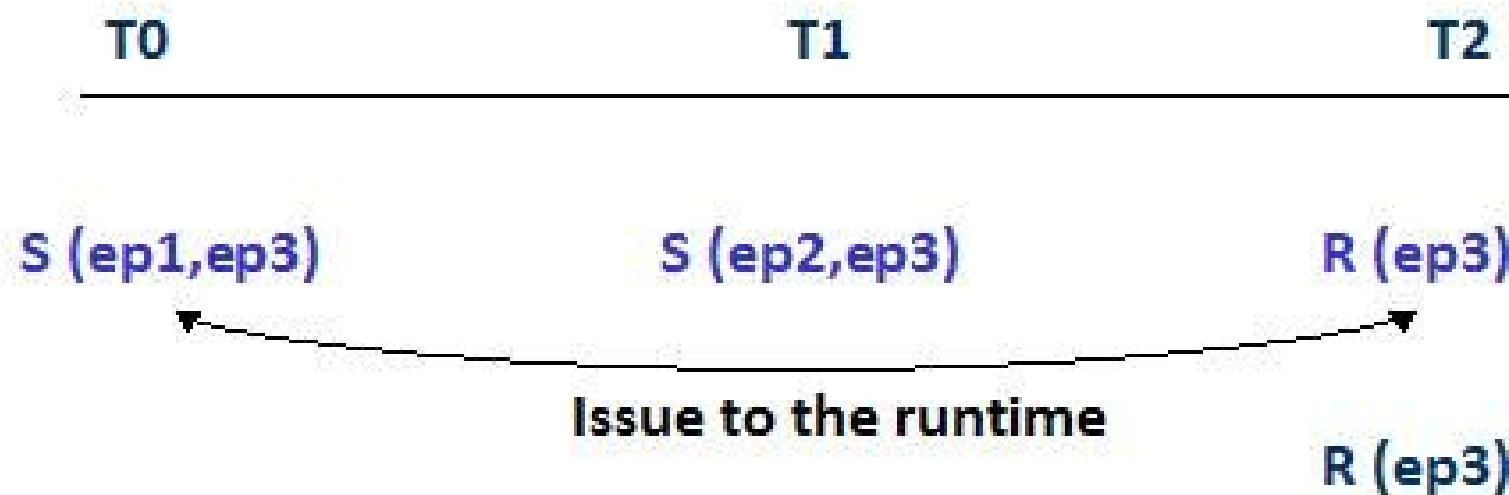 T0 T1 T2
S (ep1,ep3) S (ep2,ep3) R (ep3)
Issue to the runtime
R (ep3)